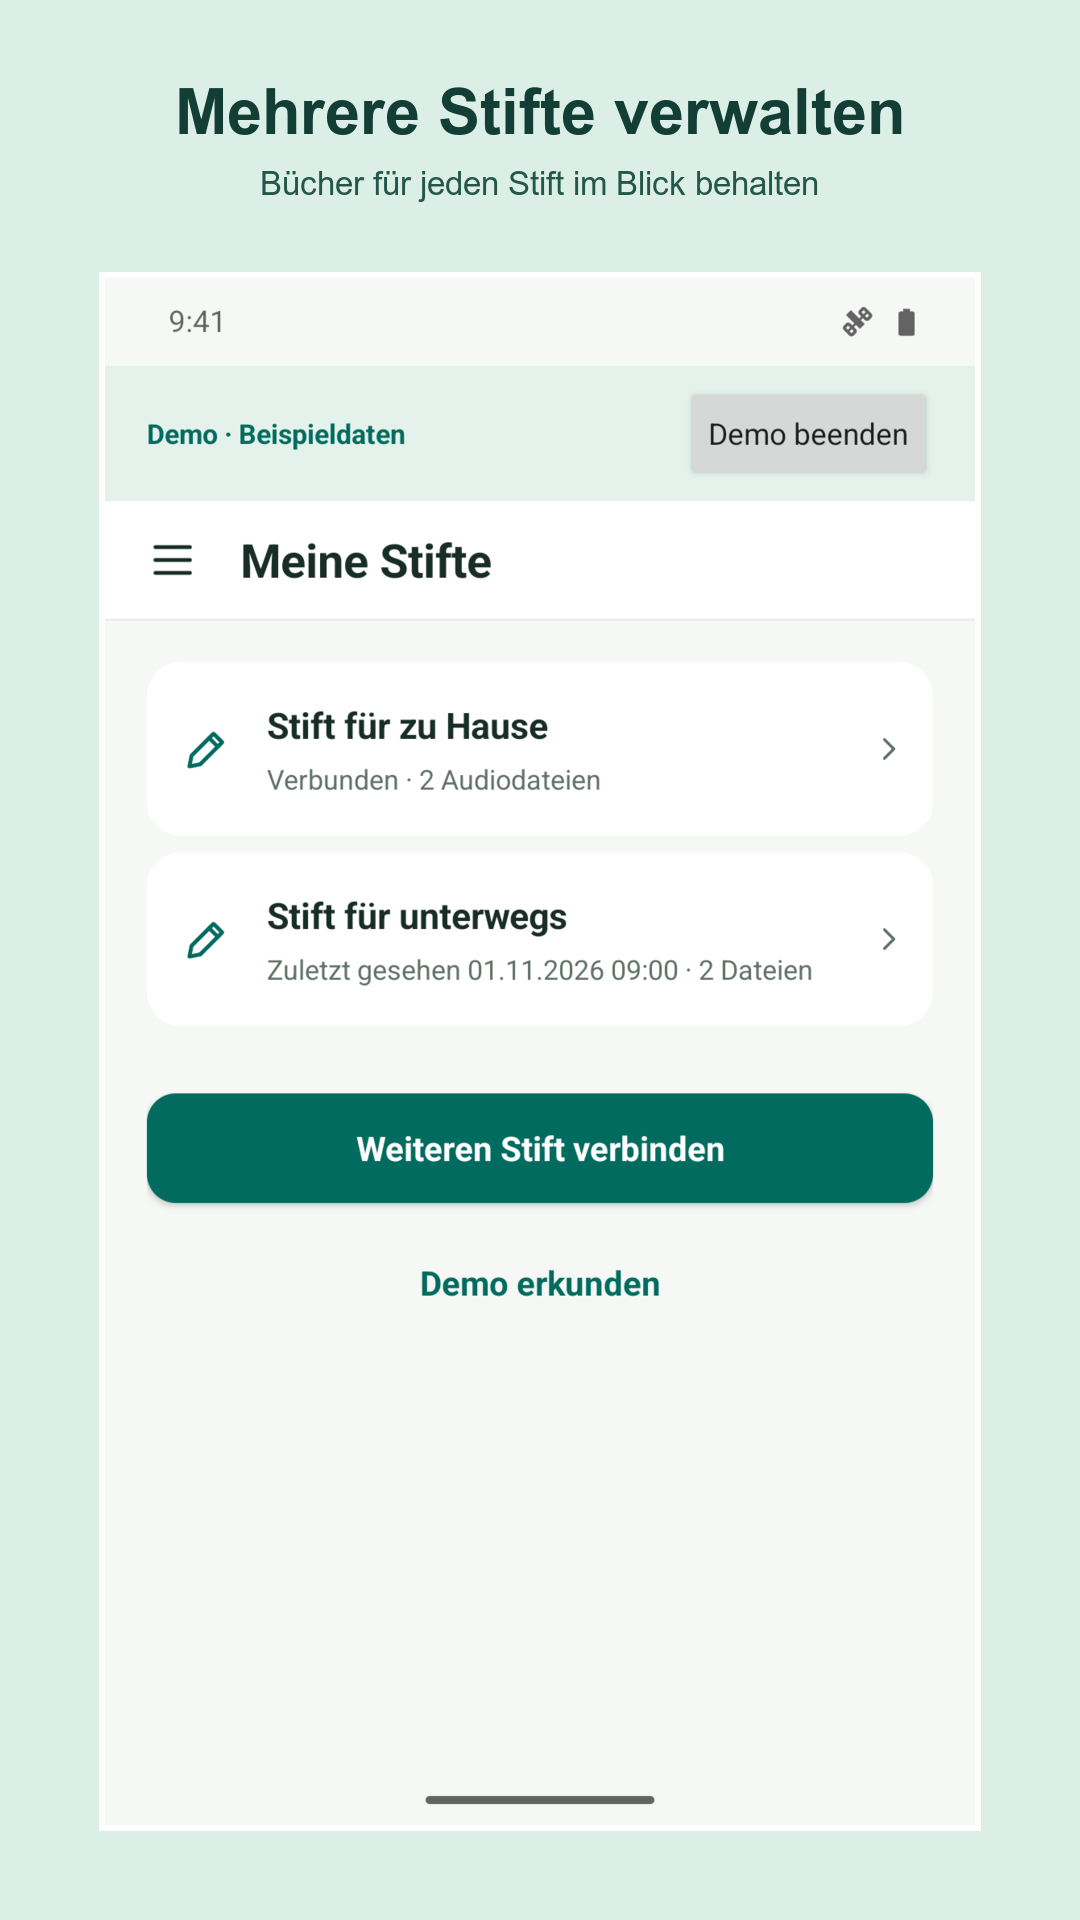 Mehrere Stifte verwalten
Bücher für jeden Stift im Blick behalten
9:41
Demo · Beispieldaten
Demo beenden
Meine Stifte
Stift für zu Hause
Verbunden · 2 Audiodateien
Stift für unterwegs
Zuletzt gesehen 01.11.2026 09:00 · 2 Dateien
Weiteren Stift verbinden
Demo erkunden